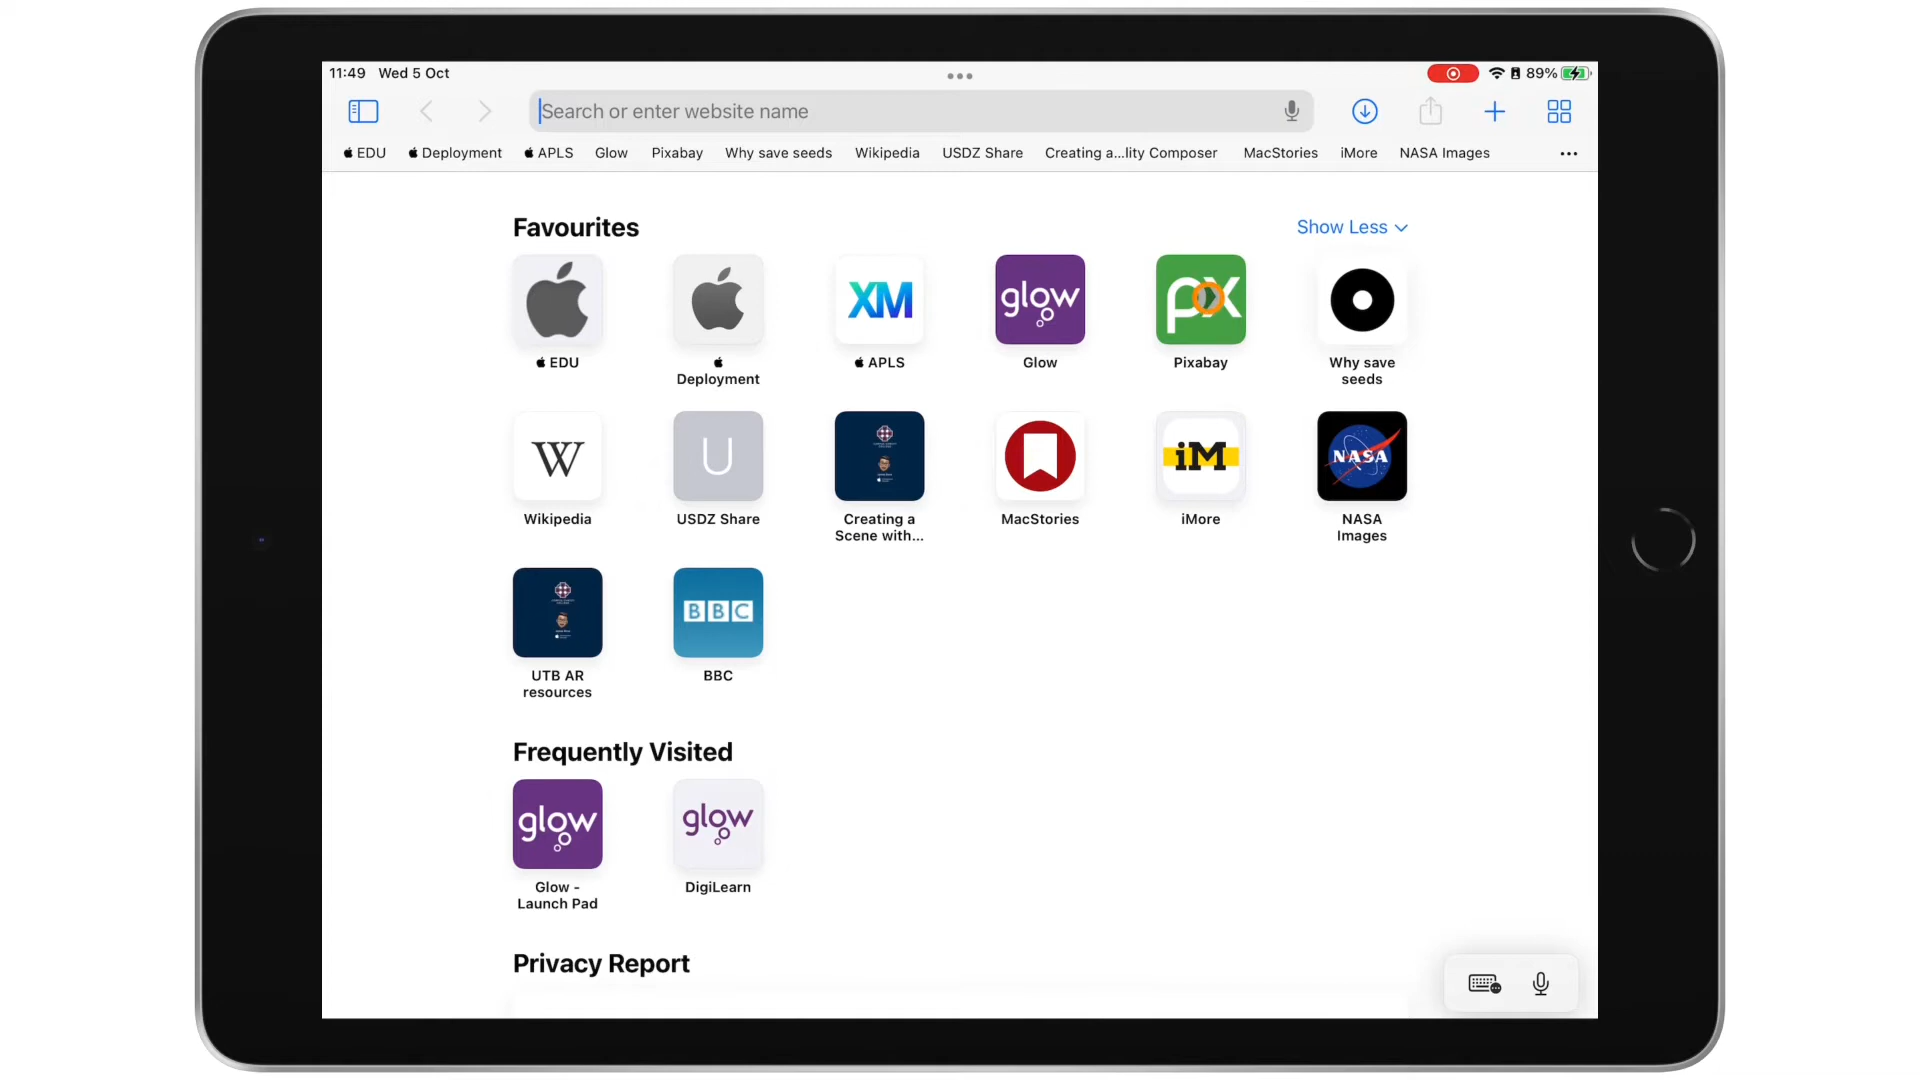 11:49 Wed 5 Oct
89%
Search or enter website name
EDU Deployment APLS Glow Pixabay Why save seeds Wikipedia USDZ Share Creating a...lity Composer MacStories iMore NASA Images
Favourites
Show Less
XM
glow
px
EDU
Deployment
APLS
Glow
Pixabay
Why save
seeds
W
U
iM
NASA
Wikipedia
USDZ Share
Creating a
Scene with...
MacStories
iMore
NASA
Images
BBC
UTB AR
resources
BBC
Frequently Visited
glow
glow
Glow -
Launch Pad
DigiLearn
Privacy Report